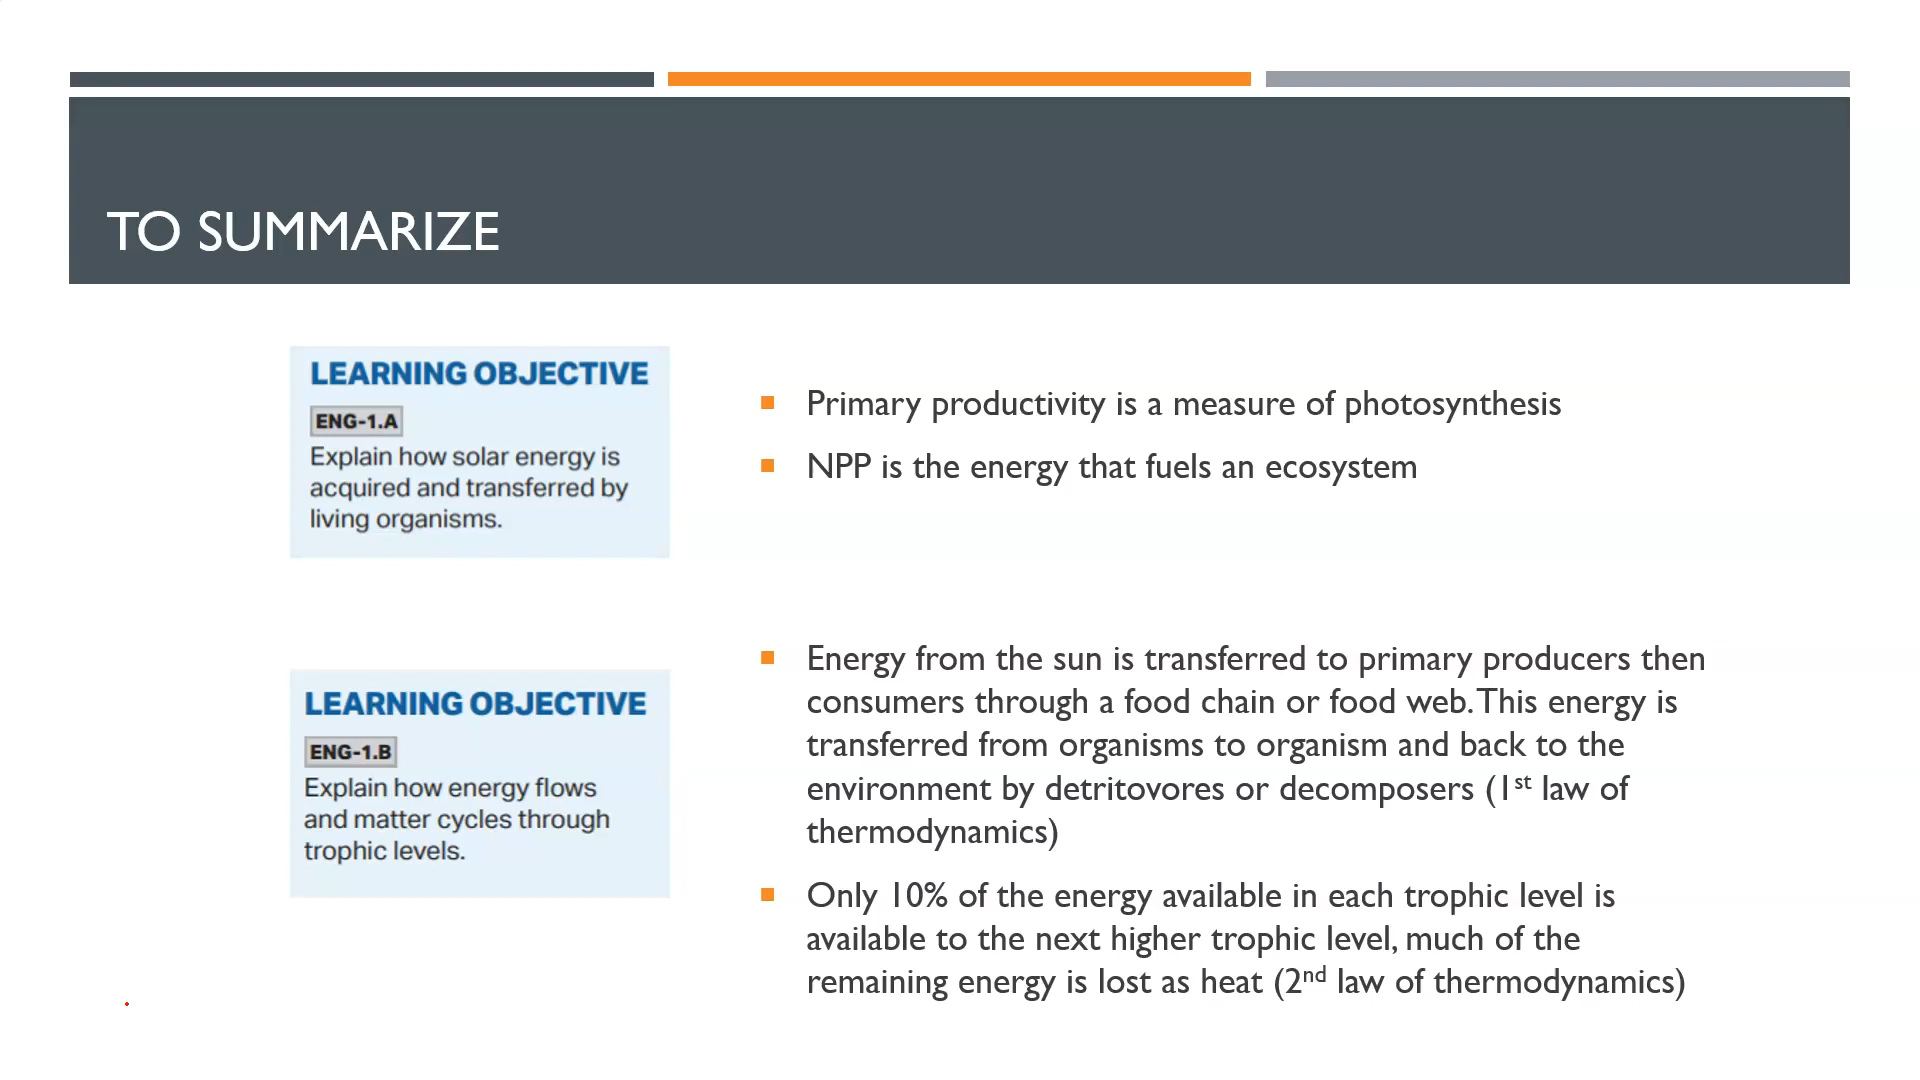 TO SUMMARIZE
LEARNING OBJECTIVE
ENG-1.A
Explain how solar energy is
acquired and transferred by
living organisms.
Primary productivity is a measure of photosynthesis
NPP is the energy that fuels an ecosystem
LEARNING OBJECTIVE
ENG-1.B
Explain how energy flows
and matter cycles through
trophic levels.
Energy from the sun is transferred to primary producers then
consumers through a food chain or food web. This energy is
transferred from organisms to organism and back to the
environment by detritovores or decomposers (1st law of
thermodynamics)
Only 10% of the energy available in each trophic level is
available to the next higher trophic level, much of the
remaining energy is lost as heat (2nd law of thermodynamics)